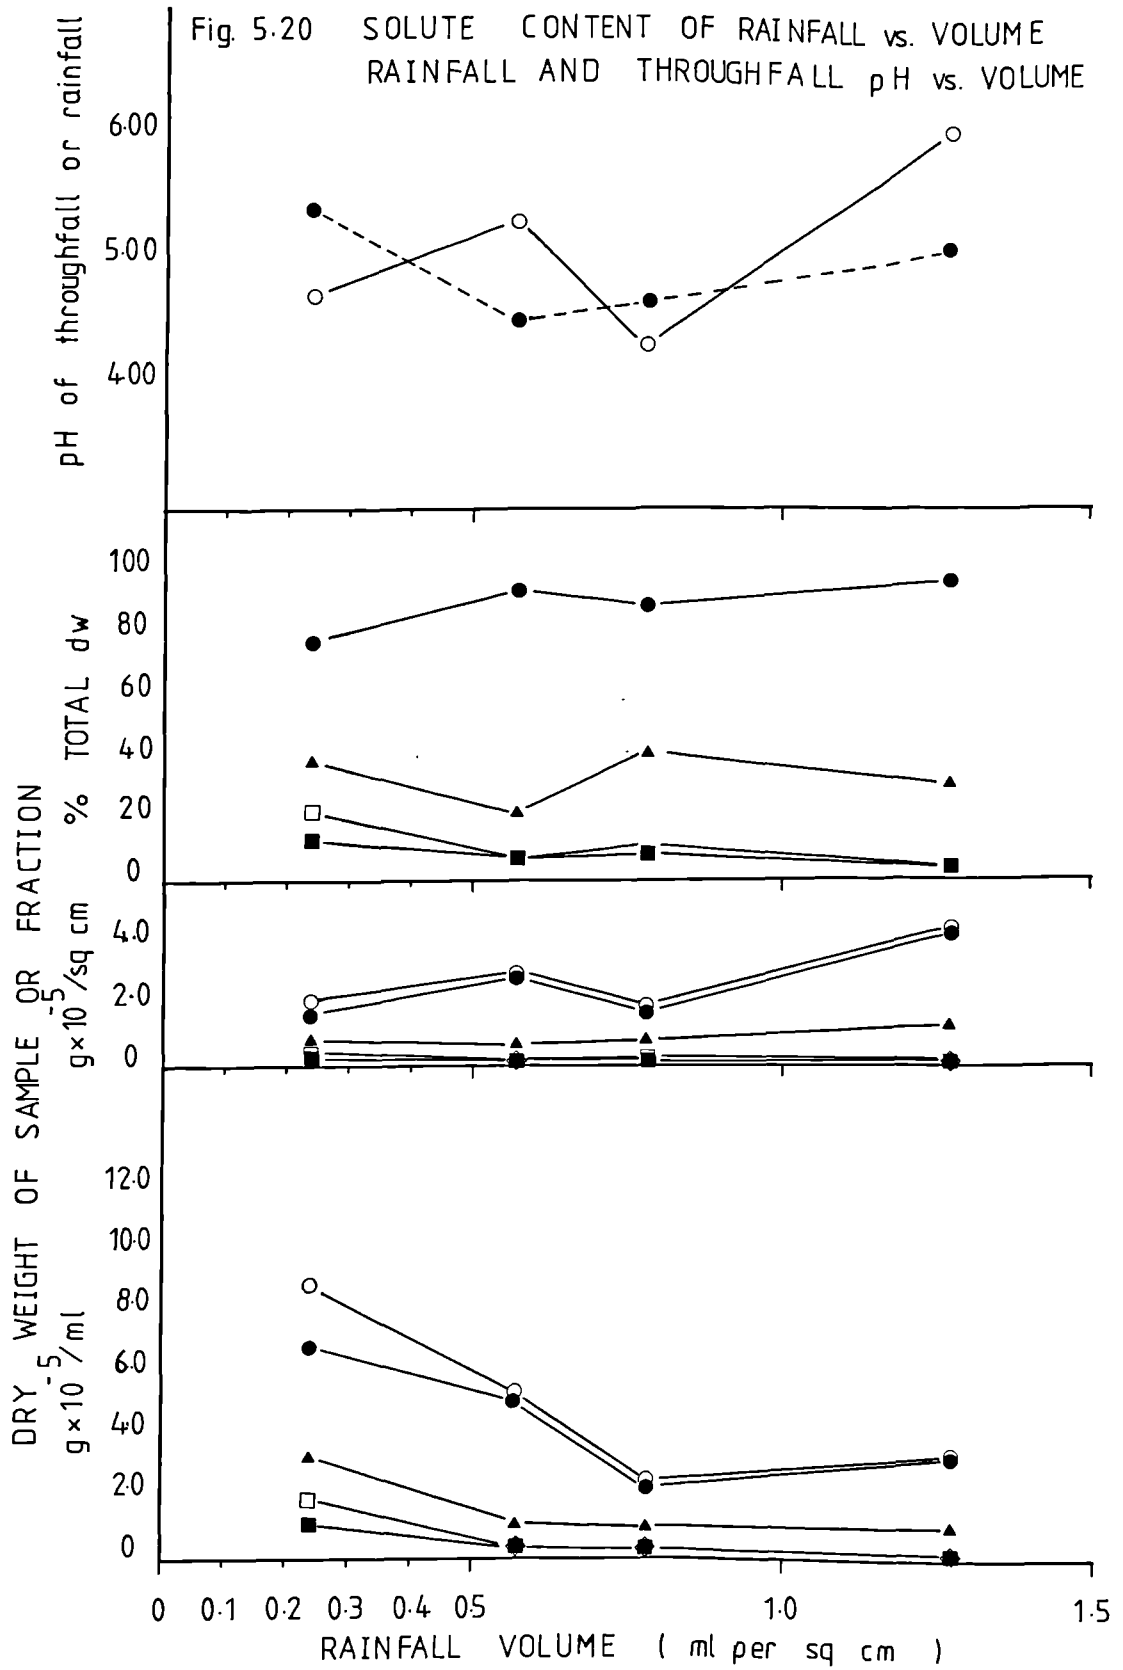 Fig. 5·20 SOLUTE CONTENT OF RAINFALL vs. VOLUME
RAINFALL AND THROUGHFALL pH vs. VOLUME
pH of throughfall or rainfall
6·00
5·00
4·00
% TOTAL dw
100
80
60
40
20
0
DRY WEIGHT OF SAMPLE OR FRACTION
g×10⁻⁵/sq cm
4.0
2.0
0
g×10⁻⁵/ml
12.0
10·0
8·0
6·0
4·0
2·0
0
0 0·1 0·2 0·3 0·4 0·5 1·0 1·5
RAINFALL VOLUME ( ml per sq cm )